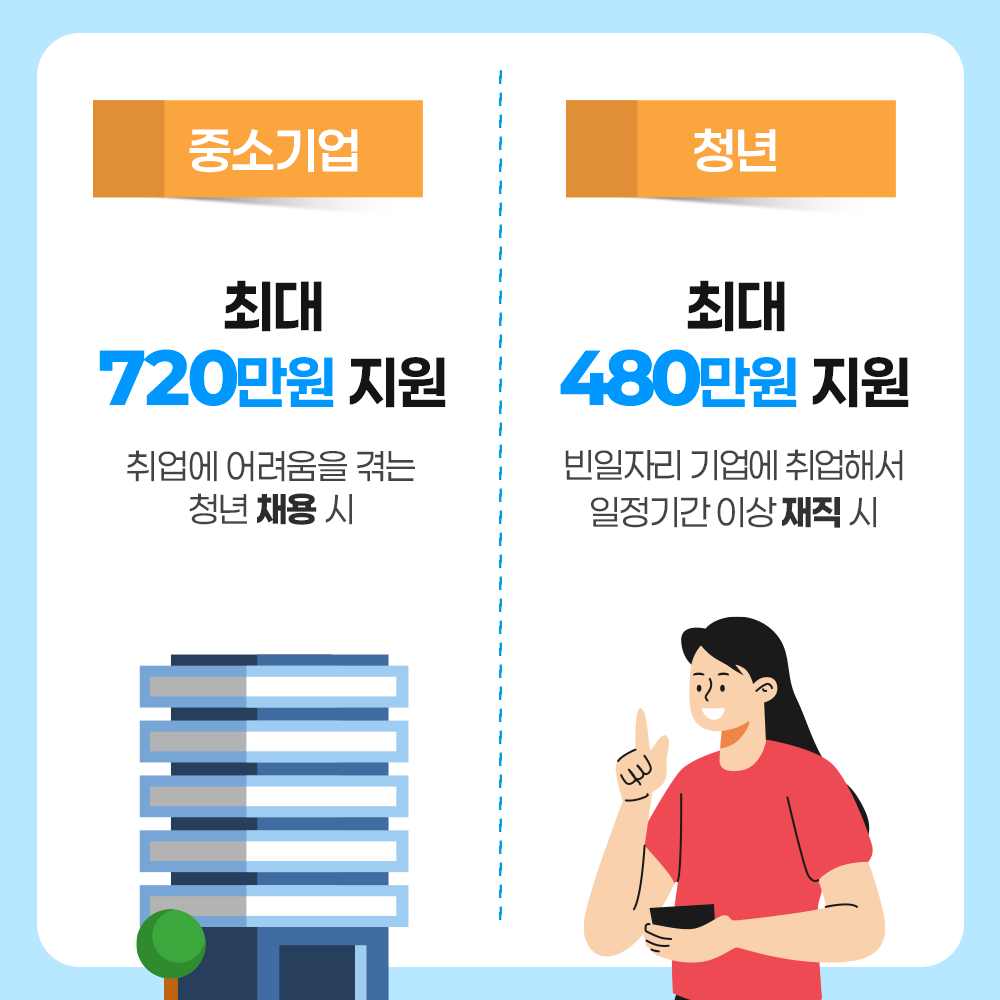 중소기업
최대
720만원 지원
취업에 어려움을 겪는
청년 채용 시
청년
최대
480만원 지원
빈일자리 기업에 취업해서
일정기간 이상 재직 시